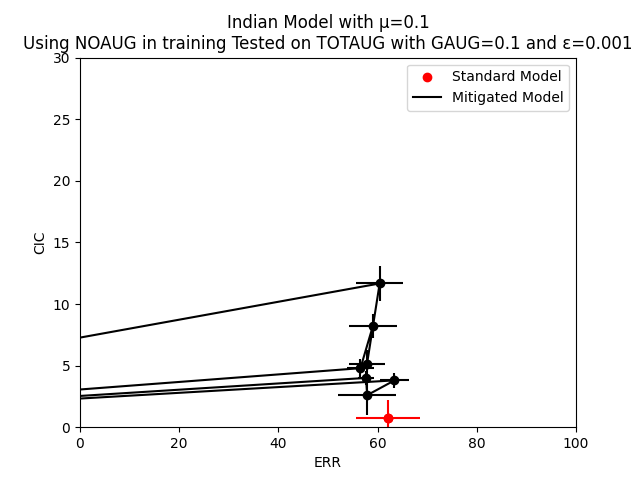 Indian Model with μ=0.1
Using NOAUG in training Tested on TOTAUG with GAUG=0.1 and ε=0.001
Standard Model
Mitigated Model
30
25
20
15
10
5
0
CIC
0 20 40 60 80 100
ERR